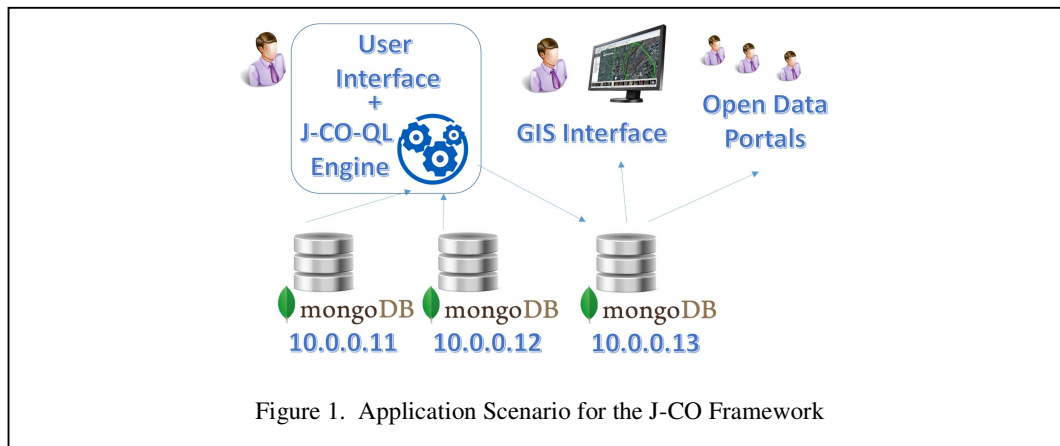 User
Interface
+
J-CO-QL
Engine
GIS Interface
Open Data
Portals
mongoDB
10.0.0.11
mongoDB
10.0.0.12
mongoDB
10.0.0.13
Figure 1. Application Scenario for the J-CO Framework